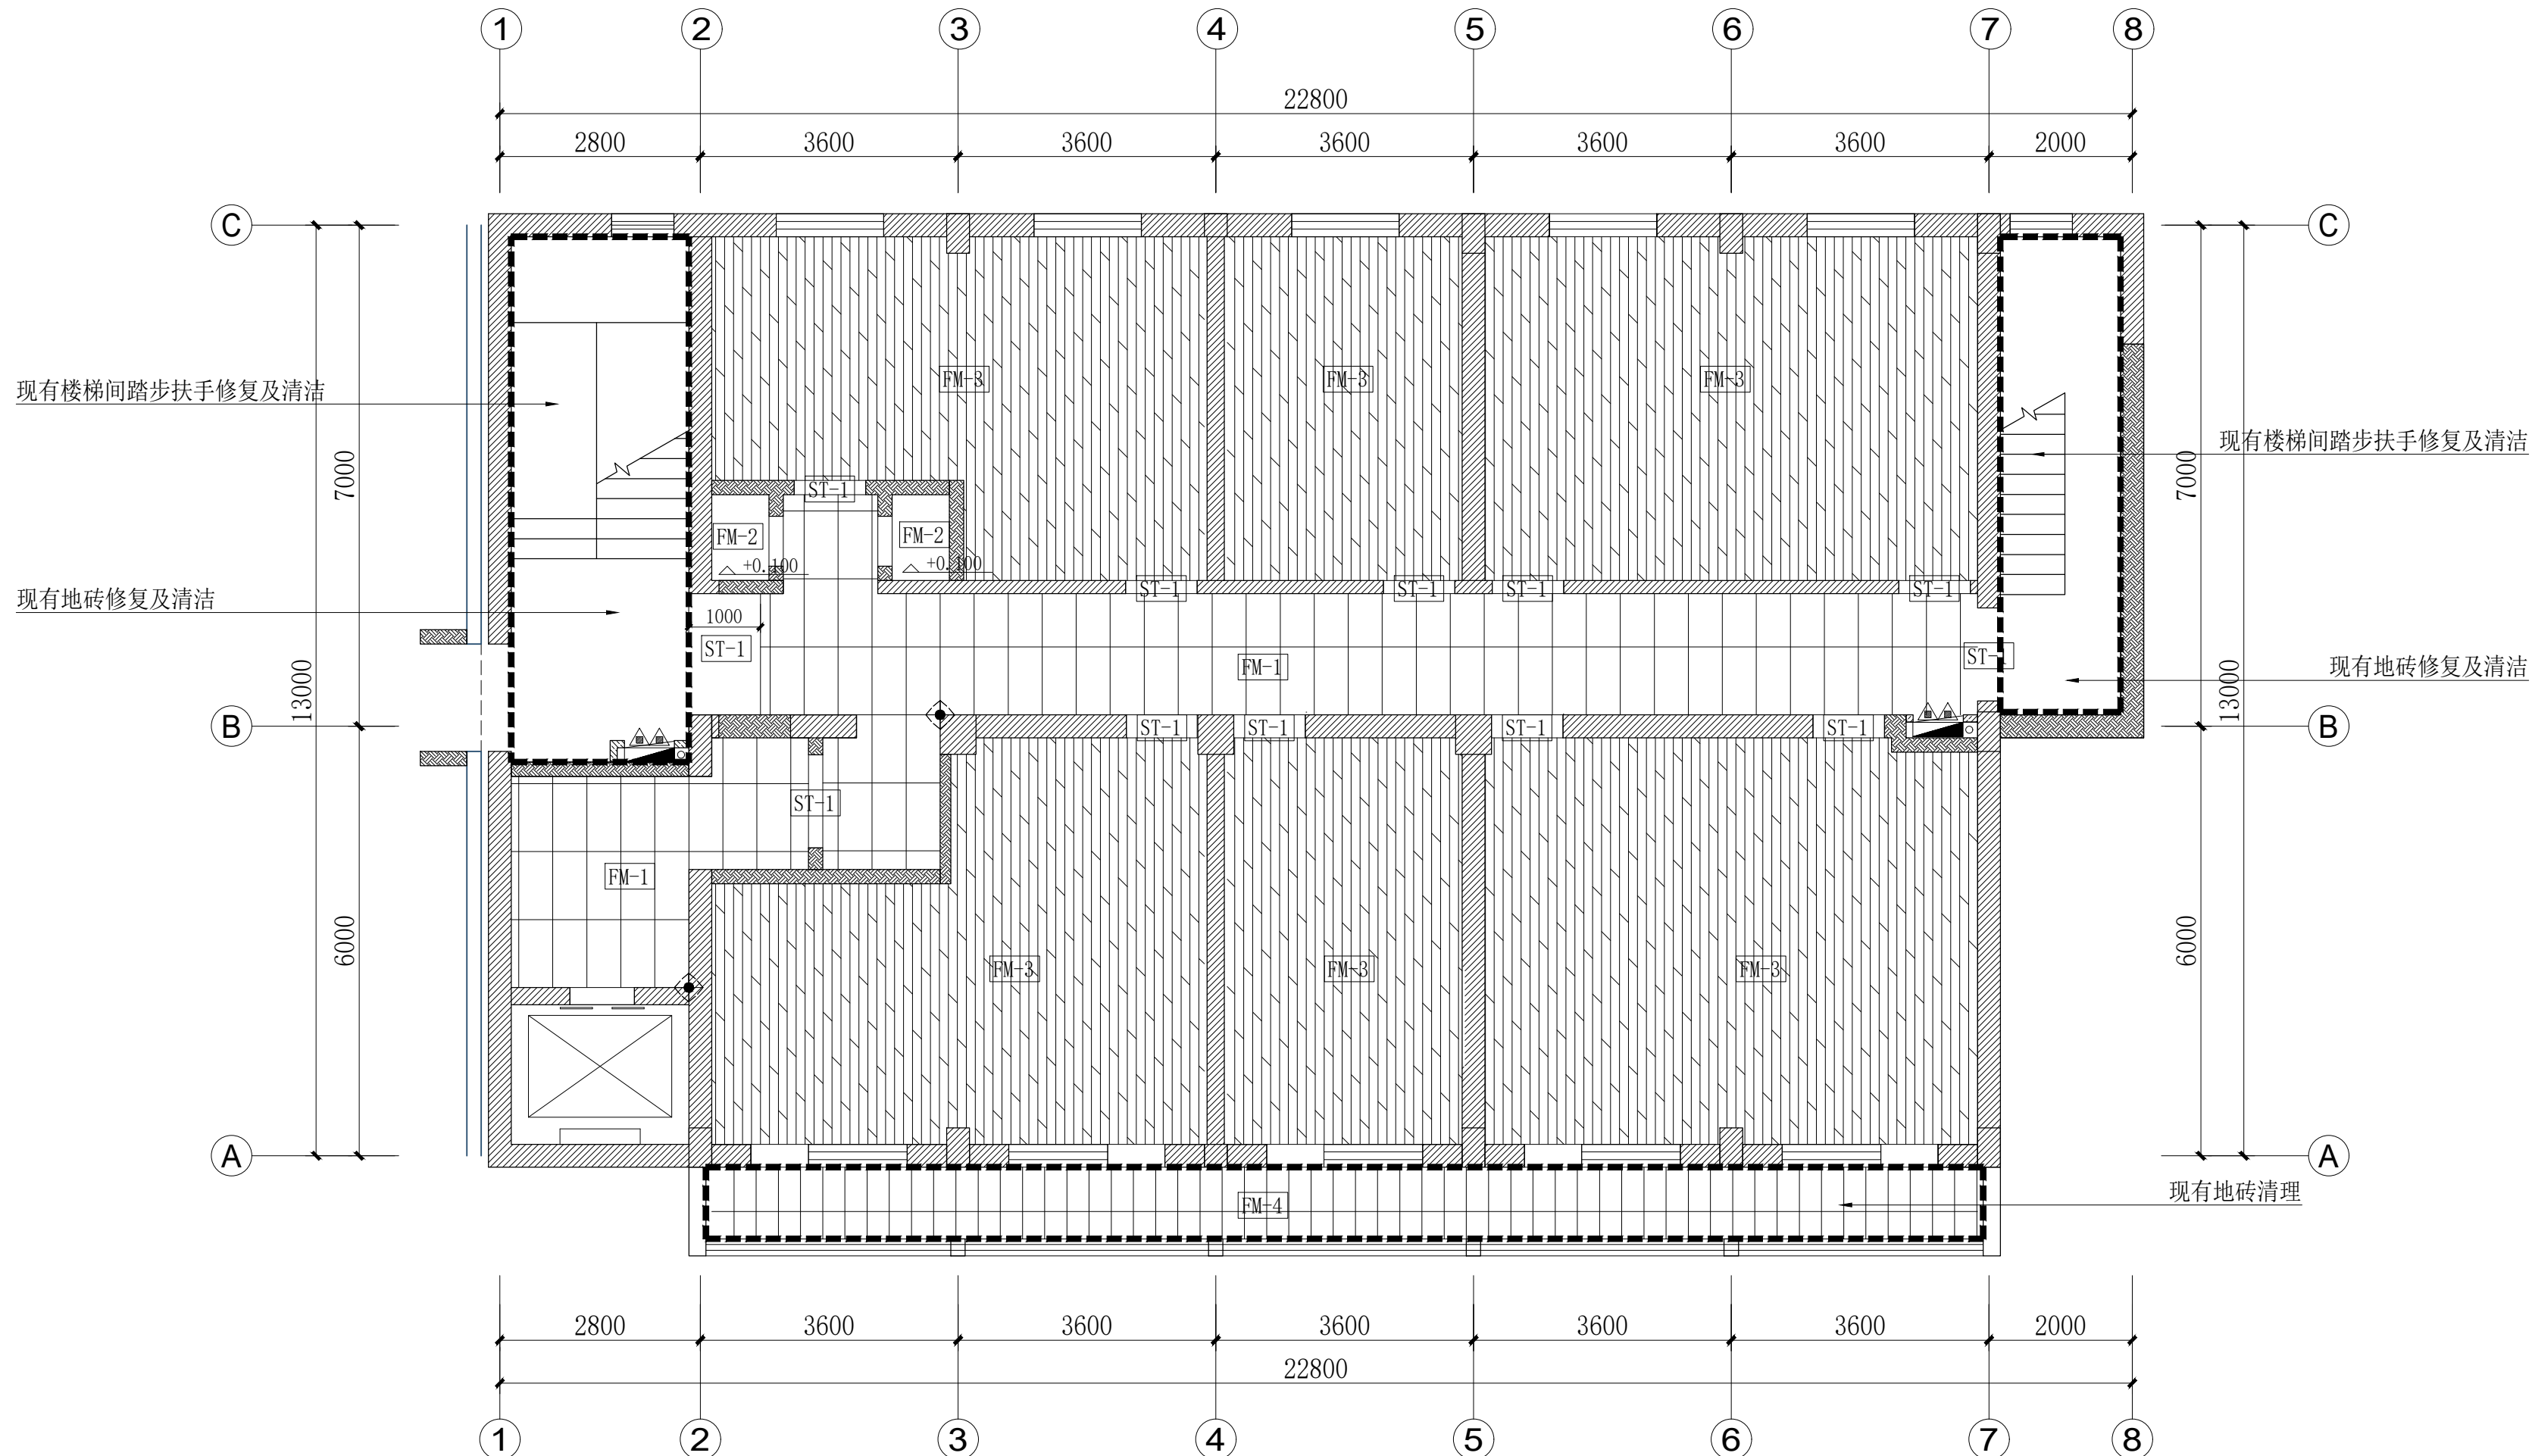 1 2 3 4 5 6 7 8
22800
2800 3600 3600 3600 3600 3600 2000
C C
现有楼梯间踏步扶手修复及清洁
FM-3 FM-3 FM-3
现有楼梯间踏步扶手修复及清洁
7000 7000
ST-1
FM-2 FM-2
+0.100 +0.100
ST-1 ST-1 ST-1 ST-1
现有地砖修复及清洁
1000
ST-1 FM-1 ST-1
现有地砖修复及清洁
13000 13000
B ST-1 ST-1 ST-1 ST-1 B
ST-1
FM-1
6000 6000
FM-3 FM-3 FM-3
A A
FM-4
现有地砖清理
2800 3600 3600 3600 3600 3600 2000
22800
1 2 3 4 5 6 7 8